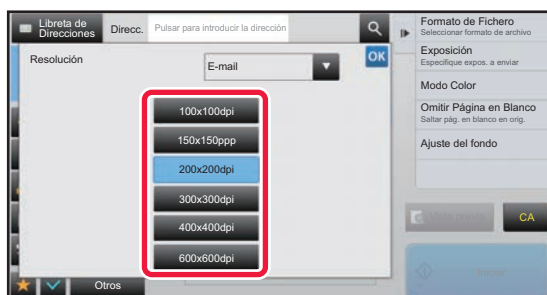 Libreta de
Direcciones
Direcc.
Pulsar para introducir la dirección
Resolución
E-mail
OK
100x100dpi
150x150ppp
200x200dpi
300x300dpi
400x400dpi
600x600dpi
Otros
Formato de Fichero
Seleccionar formato de archivo
Exposición
Especifique expos. a enviar
Modo Color
Omitir Página en Blanco
Saltar pág. en blanco en orig.
Ajuste del fondo
CA